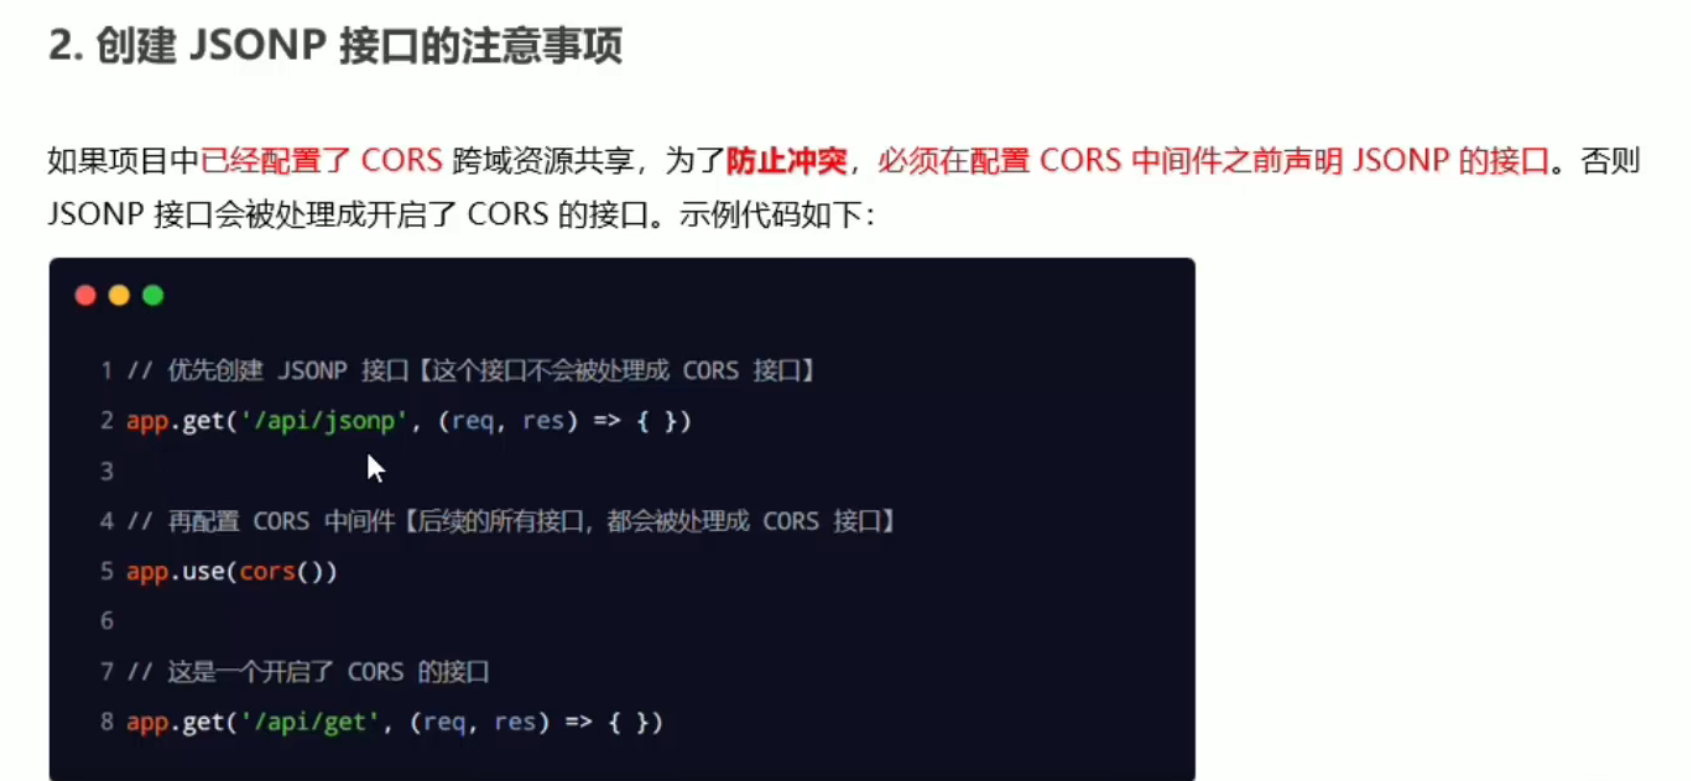 2. 创建 JSONP 接口的注意事项
如果项目中已经配置了 CORS 跨域资源共享，为了防止冲突，必须在配置 CORS 中间件之前声明 JSONP 的接口。否则
JSONP 接口会被处理成开启了 CORS 的接口。示例代码如下：
1 // 优先创建 JSONP 接口【这个接口不会被处理成 CORS 接口】
2 app.get('/api/jsonp', (req, res) => { })
3
4 // 再配置 CORS 中间件【后续的所有接口，都会被处理成 CORS 接口】
5 app.use(cors())
6
7 // 这是一个开启了 CORS 的接口
8 app.get('/api/get', (req, res) => { })